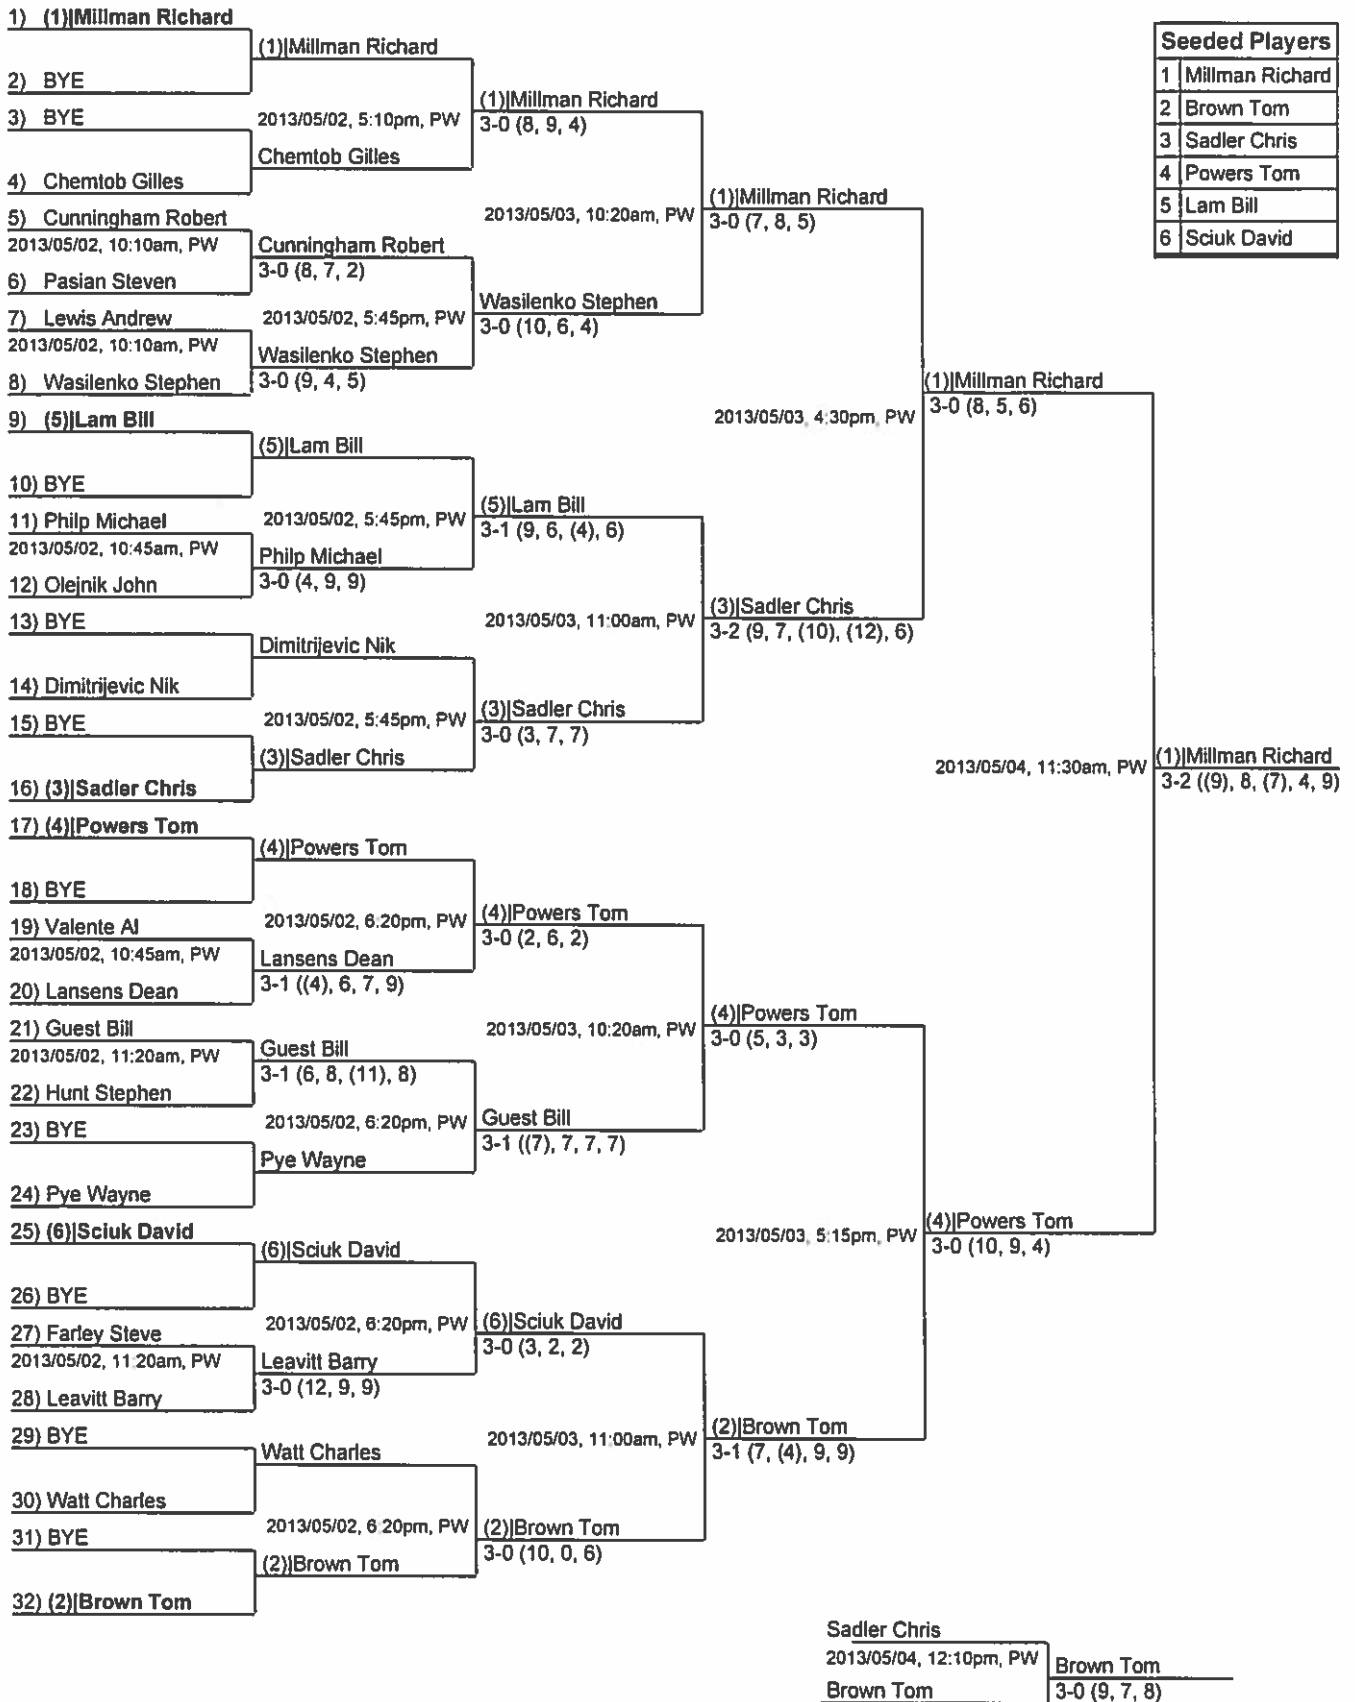 1) (1)|Millman Richard
2) BYE
3) BYE
4) Chemtob Gilles
5) Cunningham Robert
2013/05/02, 10:10am, PW
6) Pasian Steven
7) Lewis Andrew
2013/05/02, 10:10am, PW
8) Wasilenko Stephen
9) (5)|Lam Bill
10) BYE
11) Philp Michael
2013/05/02, 10:45am, PW
12) Olejnik John
13) BYE
14) Dimitrijevic Nik
15) BYE
16) (3)|Sadler Chris
17) (4)|Powers Tom
18) BYE
19) Valente Al
2013/05/02, 10:45am, PW
20) Lansens Dean
21) Guest Bill
2013/05/02, 11:20am, PW
22) Hunt Stephen
23) BYE
24) Pye Wayne
25) (6)|Sciuk David
26) BYE
27) Farley Steve
2013/05/02, 11:20am, PW
28) Leavitt Barry
29) BYE
30) Watt Charles
31) BYE
32) (2)|Brown Tom
(1)|Millman Richard
2013/05/02, 5:10pm, PW
Chemtob Gilles
Cunningham Robert
3-0 (8, 7, 2)
2013/05/02, 5:45pm, PW
Wasilenko Stephen
3-0 (9, 4, 5)
(5)|Lam Bill
2013/05/02, 5:45pm, PW
Philp Michael
3-0 (4, 9, 9)
Dimitrijevic Nik
2013/05/02, 5:45pm, PW
(3)|Sadler Chris
(4)|Powers Tom
2013/05/02, 6:20pm, PW
Lansens Dean
3-1 ((4), 6, 7, 9)
Guest Bill
3-1 (6, 8, (11), 8)
2013/05/02, 6:20pm, PW
Pye Wayne
(6)|Sciuk David
2013/05/02, 6:20pm, PW
Leavitt Barry
3-0 (12, 9, 9)
Watt Charles
2013/05/02, 6:20pm, PW
(2)|Brown Tom
(1)|Millman Richard
3-0 (8, 9, 4)
2013/05/03, 10:20am, PW
Wasilenko Stephen
3-0 (10, 6, 4)
(5)|Lam Bill
3-1 (9, 6, (4), 6)
2013/05/03, 11:00am, PW
(3)|Sadler Chris
3-0 (3, 7, 7)
(4)|Powers Tom
3-0 (2, 6, 2)
2013/05/03, 10:20am, PW
Guest Bill
3-1 ((7), 7, 7, 7)
(6)|Sciuk David
3-0 (3, 2, 2)
2013/05/03, 11:00am, PW
(2)|Brown Tom
3-0 (10, 0, 6)
(1)|Millman Richard
3-0 (7, 8, 5)
2013/05/03, 4:30pm, PW
(3)|Sadler Chris
3-2 (9, 7, (10), (12), 6)
(4)|Powers Tom
3-0 (5, 3, 3)
2013/05/03, 5:15pm, PW
(2)|Brown Tom
3-1 (7, (4), 9, 9)
(1)|Millman Richard
3-0 (8, 5, 6)
2013/05/04, 11:30am, PW
(4)|Powers Tom
3-0 (10, 9, 4)
(1)|Millman Richard
3-2 ((9), 8, (7), 4, 9)
Seeded Players
1 Millman Richard
2 Brown Tom
3 Sadler Chris
4 Powers Tom
5 Lam Bill
6 Sciuk David
Sadler Chris
2013/05/04, 12:10pm, PW
Brown Tom
Brown Tom
3-0 (9, 7, 8)